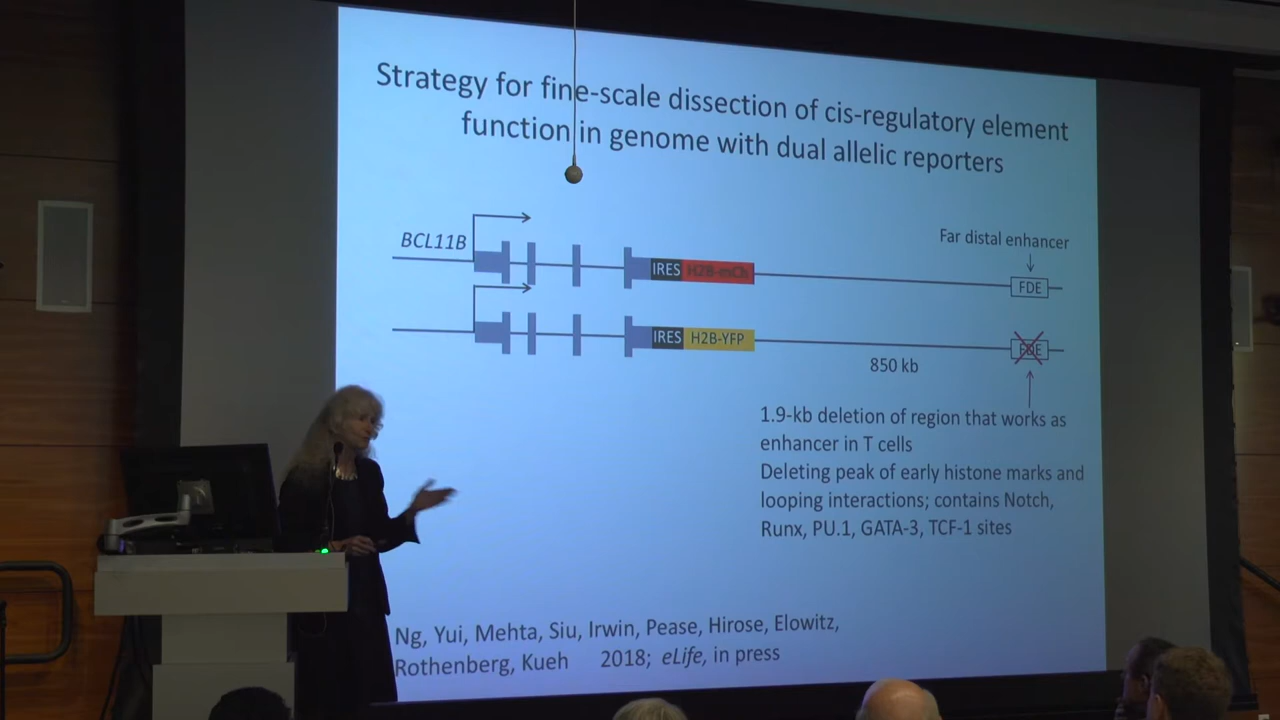 Strategy for fine-scale dissection of cis-regulatory element
function in genome with dual allelic reporters
BCL11B
Far distal enhancer
IRES H2B-mCh
FDE
IRES H2B-YFP
FDE
850 kb
1.9-kb deletion of region that works as
enhancer in T cells
Deleting peak of early histone marks and
looping interactions; contains Notch,
Runx, PU.1, GATA-3, TCF-1 sites
Ng, Yui, Mehta, Siu, Irwin, Pease, Hirose, Elowitz,
Rothenberg, Kueh 2018; eLife, in press